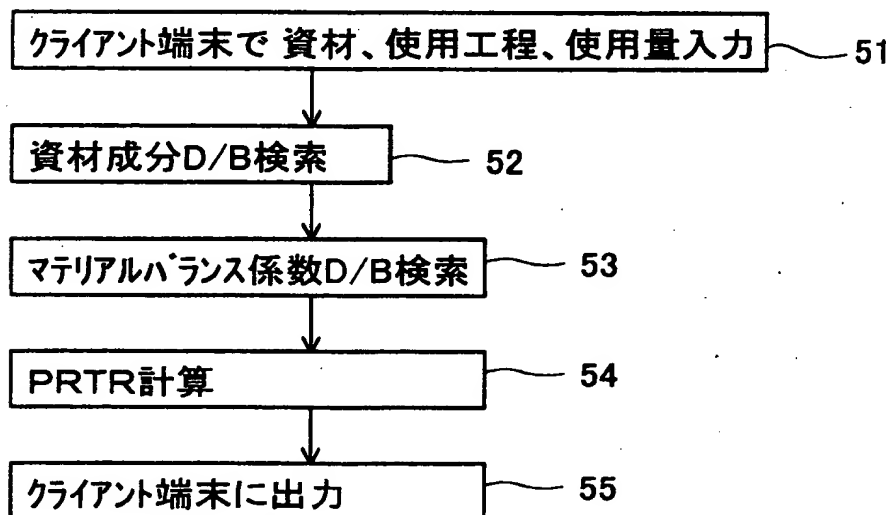 クライアント端末で 資材、使用工程、使用量入力 51
資材成分D/B検索 52
マテリアルバランス係数D/B検索 53
PRTR計算 54
クライアント端末に出力 55